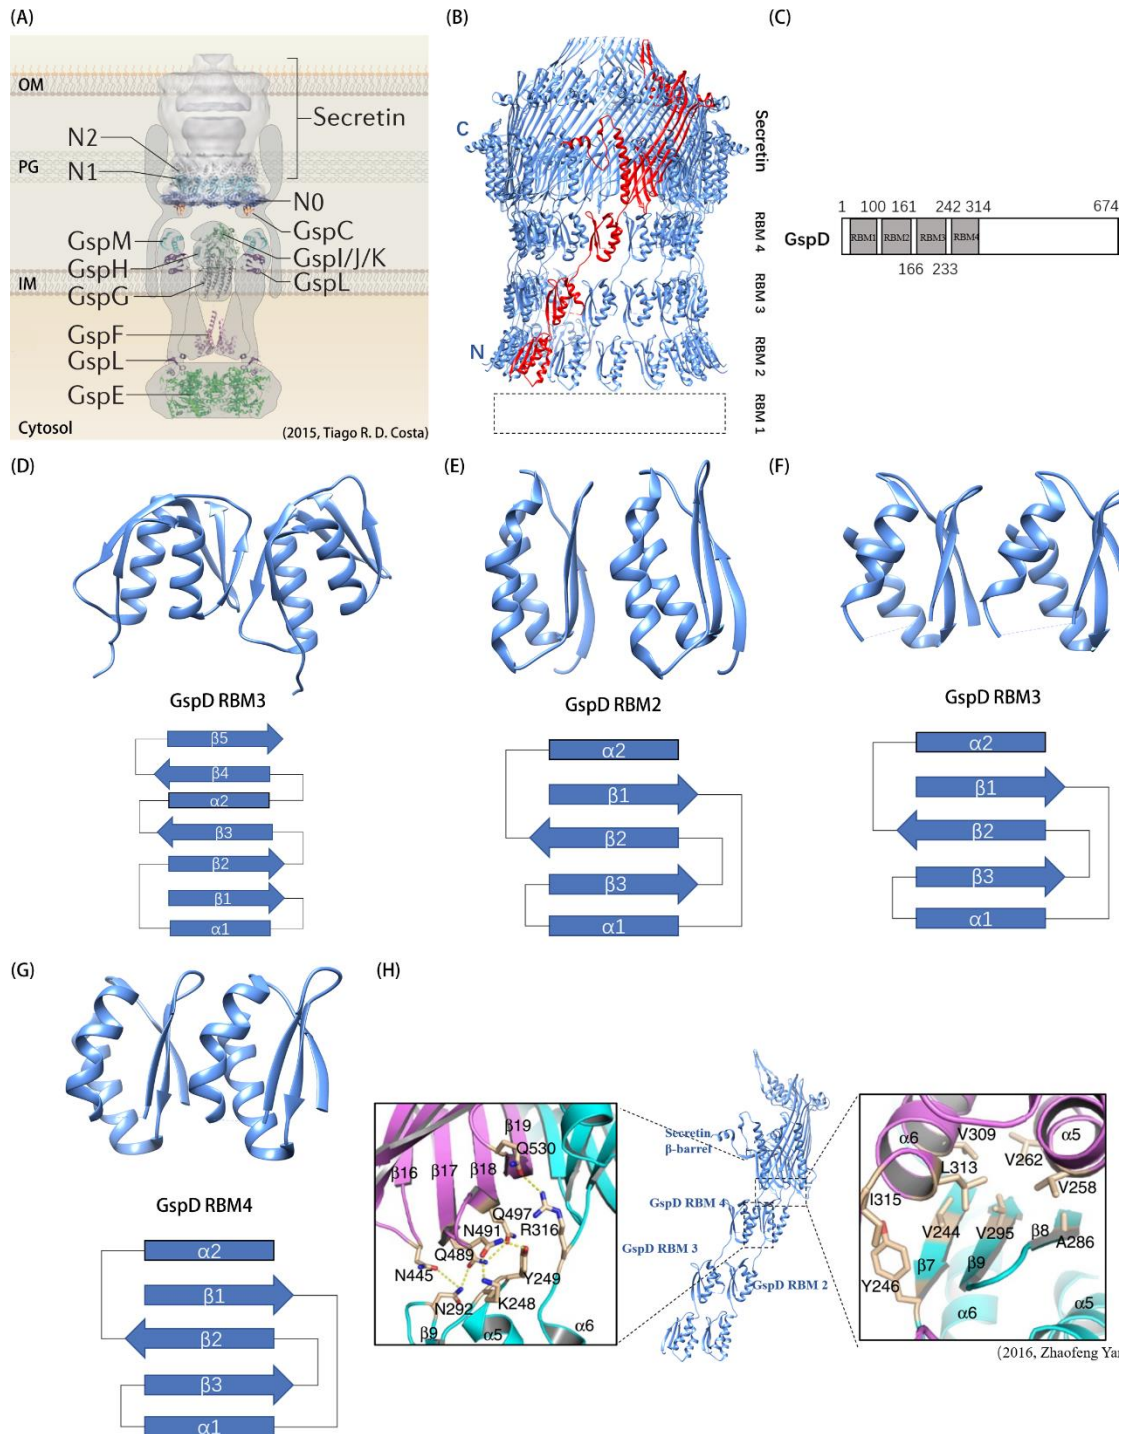 (A)
OM
PG
IM
Secretin
N2
N1
N0
GspC
GspM
GspI/J/K
GspH
GspL
GspG
GspF
GspL
GspE
Cytosol
(2015, Tiago R. D. Costa)
(B)
C
N
Secretin
RBM 4
RBM 3
RBM 2
RBM 1
(C)
1 100 161 242 314 674
GspD RBM1 RBM2 RBM3 RBM4
166 233
(D)
GspD RBM3
β5
β4
α2
β3
β2
β1
α1
(E)
GspD RBM2
α2
β1
β2
β3
α1
(F)
GspD RBM3
α2
β1
β2
β3
α1
(G)
GspD RBM4
α2
β1
β2
β3
α1
(H)
β19
Q530
β16
β17
β18
Q497
N491
R316
Q489
N445
Y249
N292
K248
β9
α5
α6
Secretin
β-barrel
GspD RBM 4
GspD RBM 3
GspD RBM 2
α6
V309
α5
V262
L313
V258
I315
V244
V295
β8
A286
β7
β9
Y246
α6
α5
(2016, Zhaofeng